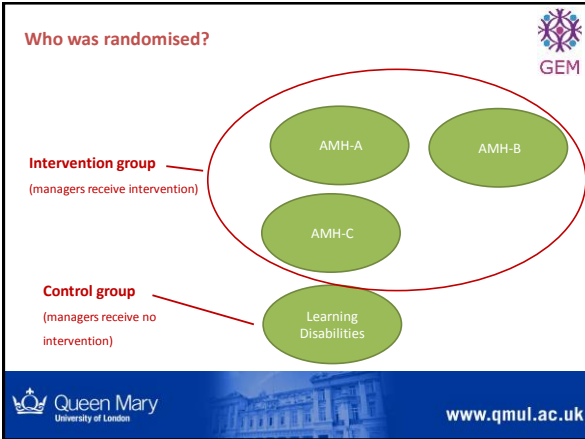 Who was randomised?
GEM
AMH-A
AMH-B
Intervention group
(managers receive intervention)
AMH-C
Control group
(managers receive no
intervention)
Learning
Disabilities
Queen Mary
University of London
www.qmul.ac.uk